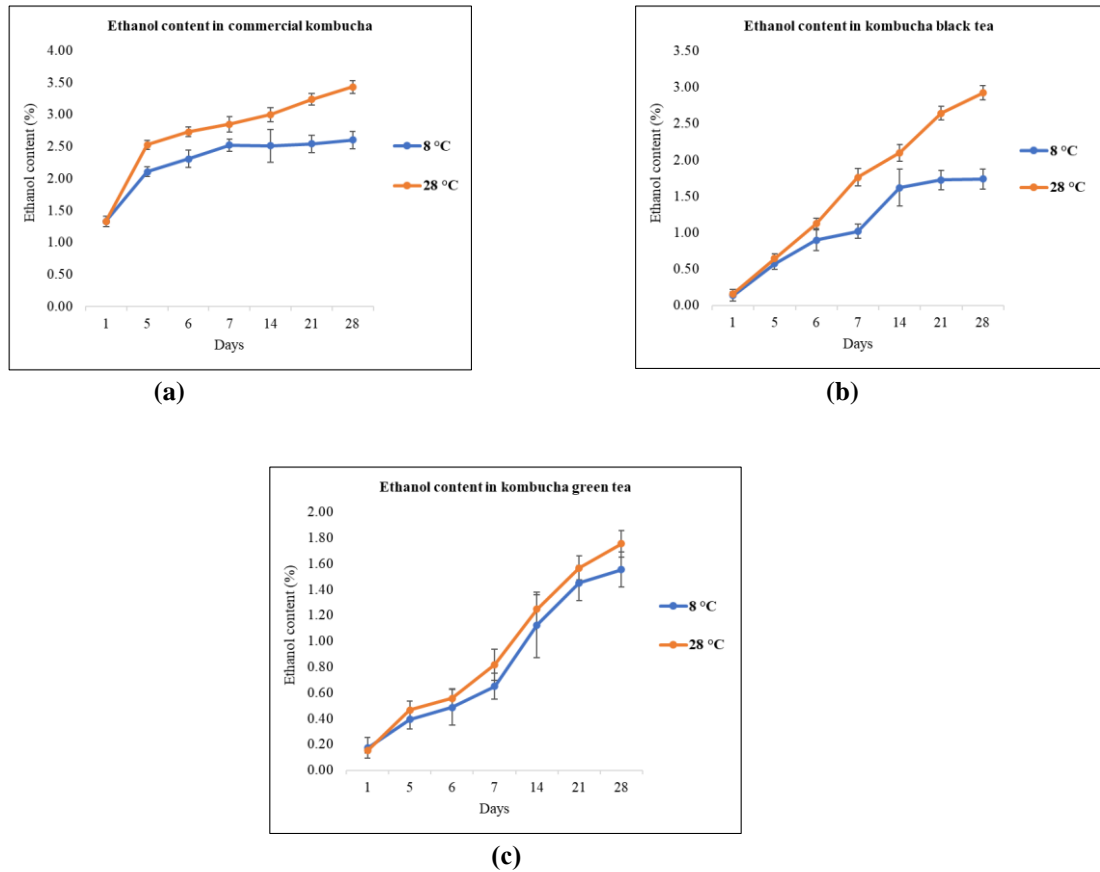 Ethanol content in commercial kombucha
4.00
3.50
3.00
2.50
2.00
1.50
1.00
0.50
0.00
Ethanol content (%)
1 5 6 7 14 21 28
Days
8 °C
28 °C
(a)
Ethanol content in kombucha black tea
3.50
3.00
2.50
2.00
1.50
1.00
0.50
0.00
Ethanol content (%)
1 5 6 7 14 21 28
Days
8 °C
28 °C
(b)
Ethanol content in kombucha green tea
2.00
1.80
1.60
1.40
1.20
1.00
0.80
0.60
0.40
0.20
0.00
Ethanol content (%)
1 5 6 7 14 21 28
Days
8 °C
28 °C
(c)